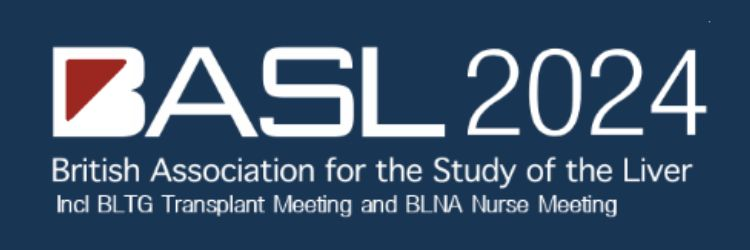 BASL 2024
British Association for the Study of the Liver
Incl BLTG Transplant Meeting and BLNA Nurse Meeting